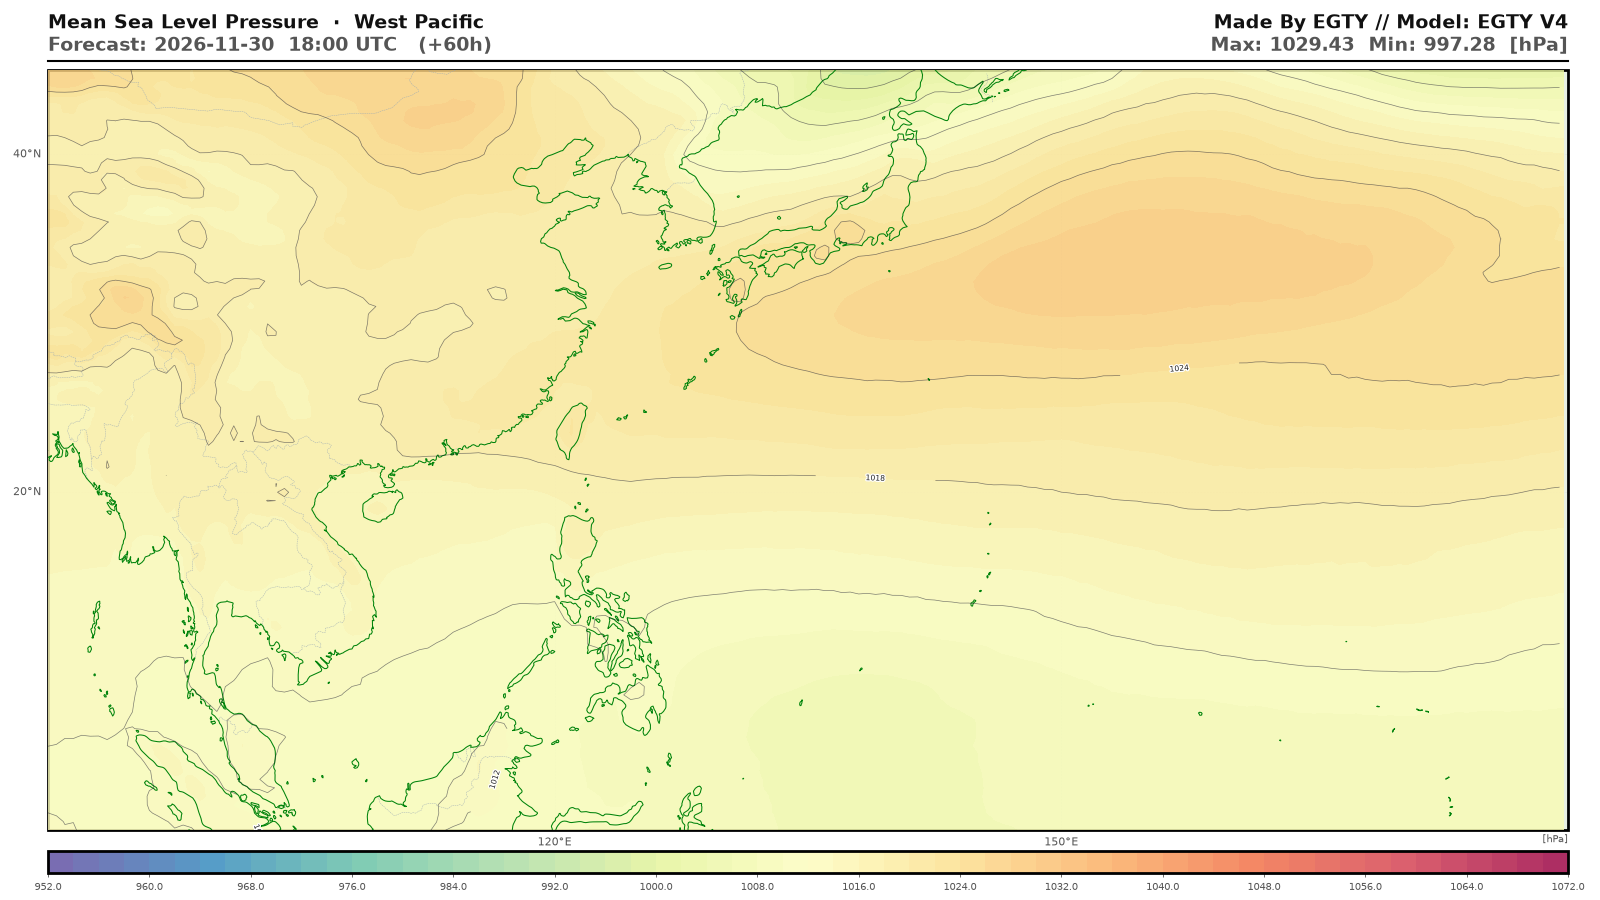 Mean Sea Level Pressure · West Pacific
Made By EGTY // Model: EGTY V4
Forecast: 2026-11-30 18:00 UTC (+60h)
Max: 1029.43 Min: 997.28 [hPa]
40°N
1024
1018
20°N
1012
120°E
150°E
[hPa]
952.0 960.0 968.0 976.0 984.0 992.0 1000.0 1008.0 1016.0 1024.0 1032.0 1040.0 1048.0 1056.0 1064.0 1072.0